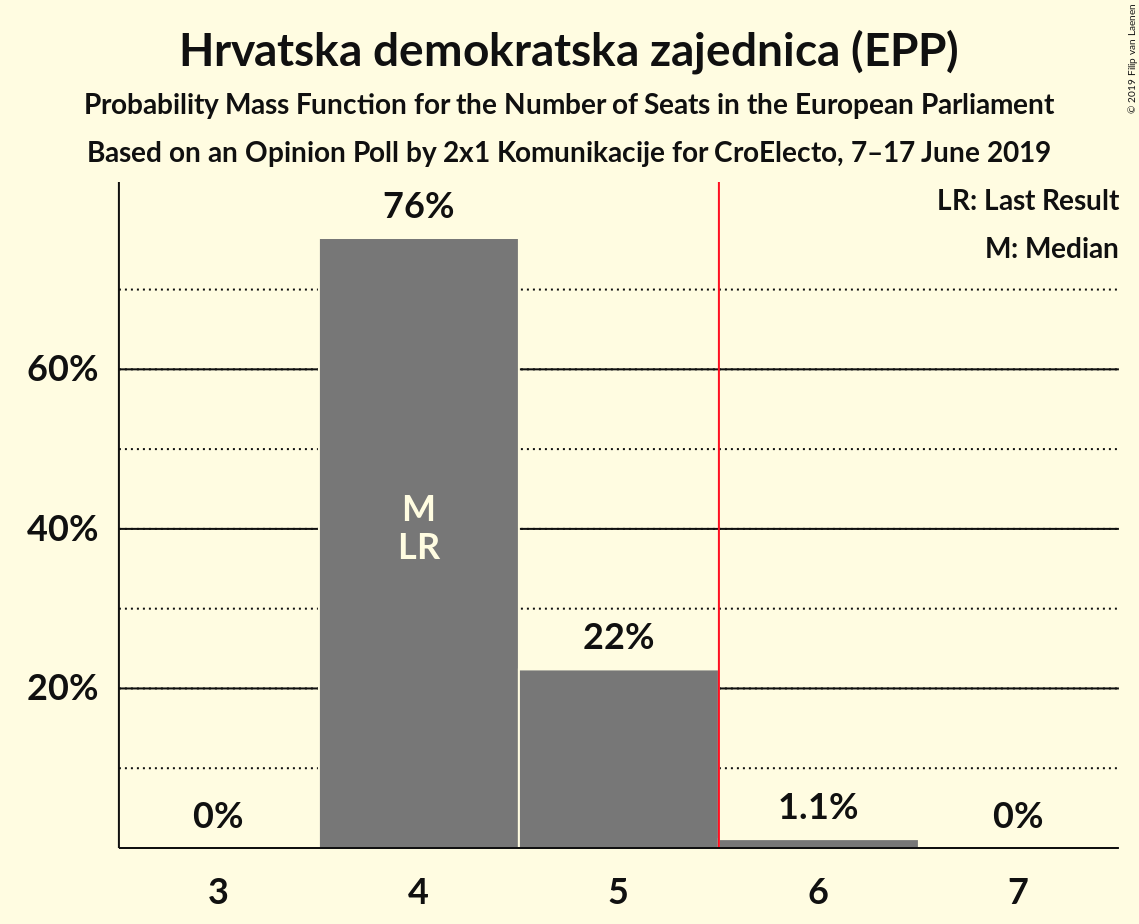 Hrvatska demokratska zajednica (EPP)
Probability Mass Function for the Number of Seats in the European Parliament
Based on an Opinion Poll by 2x1 Komunikacije for CroElecto, 7–17 June 2019
© 2019 Filip van Laenen
LR: Last Result
M: Median
76%
60%
40%
20%
M
LR
22%
0%
1.1%
0%
3 4 5 6 7